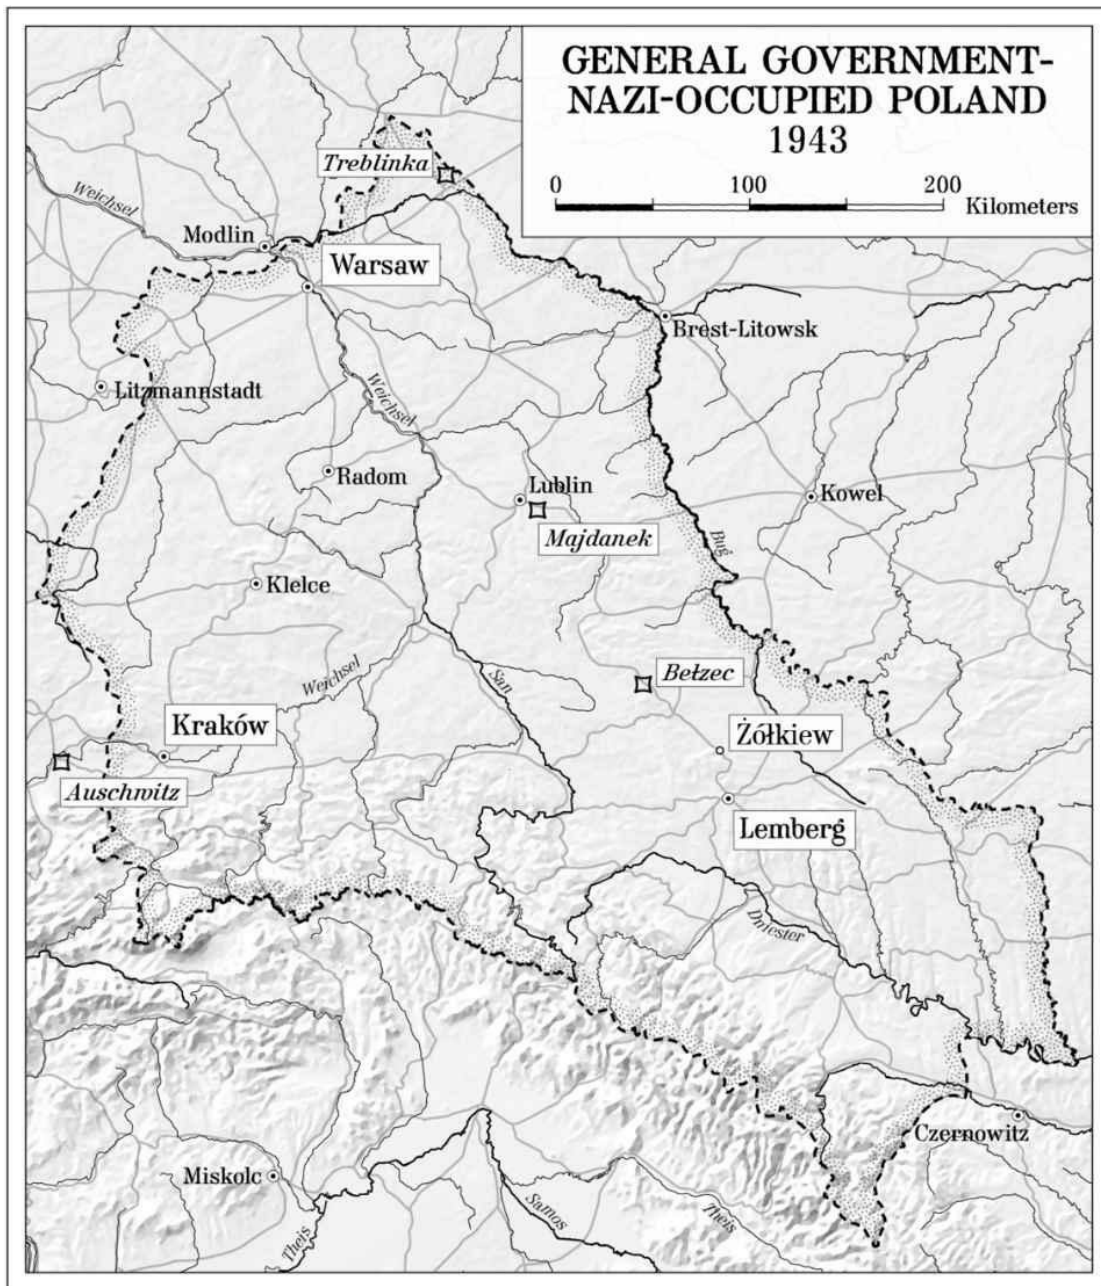 GENERAL GOVERNMENT-
NAZI-OCCUPIED POLAND
1943
0 100 200
Kilometers
Treblinka
Weichsel
Modlin
Warsaw
Brest-Litowsk
Litzmannstadt
Weichsel
Radom
Lublin
Kowel
Majdanek
Bug
Klelce
Weichsel
San
Bełzec
Kraków
Żółkiew
Auschwitz
Lemberg
Dniester
Czernowitz
Miskolc
Samos
Theis
Theis